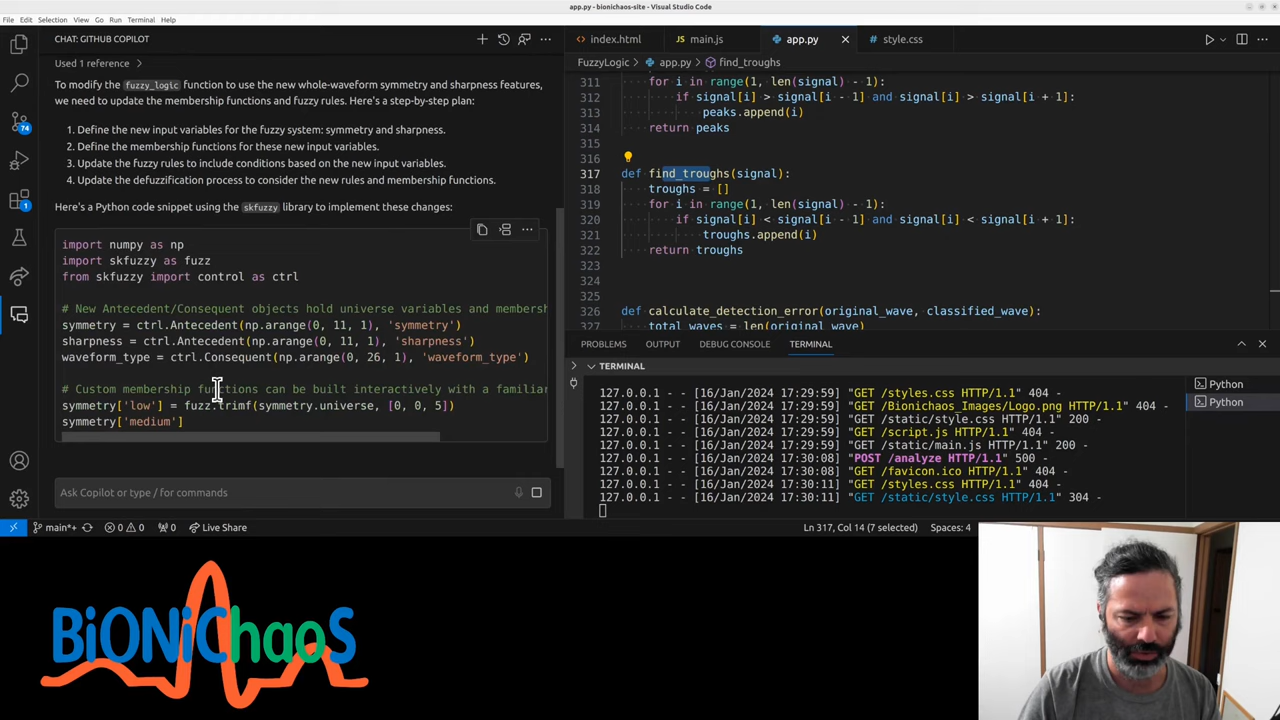 app.py - bionichaos-site - Visual Studio Code
File Edit Selection View Go Run Terminal Help
CHAT: GITHUB COPILOT
Used 1 reference
To modify the fuzzy_logic function to use the new whole-waveform symmetry and sharpness features,
we need to update the membership functions and fuzzy rules. Here's a step-by-step plan:
1. Define the new input variables for the fuzzy system: symmetry and sharpness.
2. Define the membership functions for these new input variables.
3. Update the fuzzy rules to include conditions based on the new input variables.
4. Update the defuzzification process to consider the new rules and membership functions.
Here's a Python code snippet using the skfuzzy library to implement these changes:
import numpy as np
import skfuzzy as fuzz
from skfuzzy import control as ctrl
# New Antecedent/Consequent objects hold universe variables and membersh
symmetry = ctrl.Antecedent(np.arange(0, 11, 1), 'symmetry')
sharpness = ctrl.Antecedent(np.arange(0, 11, 1), 'sharpness')
waveform_type = ctrl.Consequent(np.arange(0, 26, 1), 'waveform_type')
# Custom membership functions can be built interactively with a familiar
symmetry['low'] = fuzz.trimf(symmetry.universe, [0, 0, 5])
symmetry['medium']
Ask Copilot or type / for commands
74
1
index.html main.js app.py style.css
FuzzyLogic app.py find_troughs
311 for i in range(1, len(signal) - 1):
312 if signal[i] > signal[i - 1] and signal[i] > signal[i + 1]:
313 peaks.append(i)
314 return peaks
315
316
317 def find_troughs(signal):
318 troughs = []
319 for i in range(1, len(signal) - 1):
320 if signal[i] < signal[i - 1] and signal[i] < signal[i + 1]:
321 troughs.append(i)
322 return troughs
323
324
325
326 def calculate_detection_error(original_wave, classified_wave):
327 total_waves = len(original_wave)
PROBLEMS OUTPUT DEBUG CONSOLE TERMINAL
TERMINAL
127.0.0.1 - - [16/Jan/2024 17:29:59] "GET /styles.css HTTP/1.1" 404 -
127.0.0.1 - - [16/Jan/2024 17:29:59] "GET /Bionichaos_Images/Logo.png HTTP/1.1" 404 -
127.0.0.1 - - [16/Jan/2024 17:29:59] "GET /static/style.css HTTP/1.1" 200 -
127.0.0.1 - - [16/Jan/2024 17:29:59] "GET /script.js HTTP/1.1" 404 -
127.0.0.1 - - [16/Jan/2024 17:29:59] "GET /static/main.js HTTP/1.1" 200 -
127.0.0.1 - - [16/Jan/2024 17:30:08] "POST /analyze HTTP/1.1" 500 -
127.0.0.1 - - [16/Jan/2024 17:30:08] "GET /favicon.ico HTTP/1.1" 404 -
127.0.0.1 - - [16/Jan/2024 17:30:11] "GET /styles.css HTTP/1.1" 404 -
127.0.0.1 - - [16/Jan/2024 17:30:11] "GET /static/style.css HTTP/1.1" 304 -
Python
Python
main*+ 0 0 0 Live Share
Ln 317, Col 14 (7 selected) Spaces: 4
BiONiChaoS